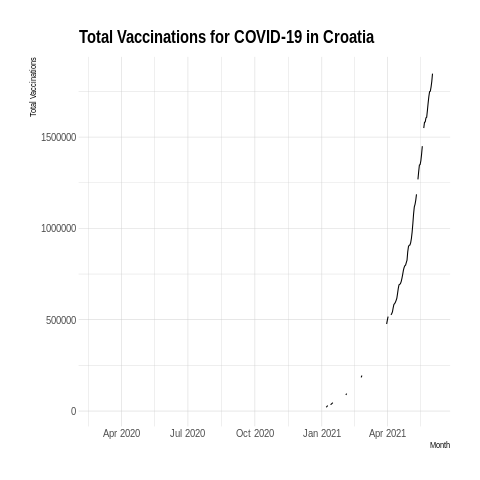 Total Vaccinations for COVID-19 in Croatia
Total Vaccinations
1500000
1000000
500000
0
Apr 2020 Jul 2020 Oct 2020 Jan 2021 Apr 2021
Month